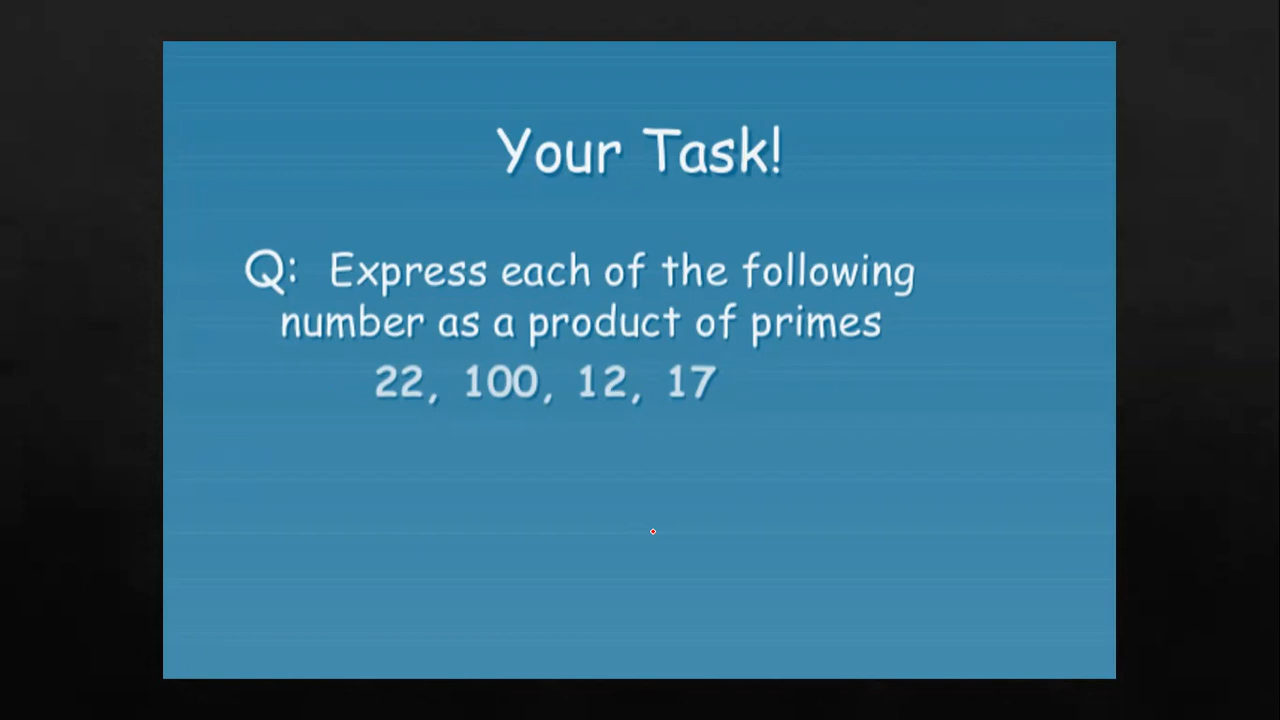 Your Task!
Q: Express each of the following
number as a product of primes
22, 100, 12, 17